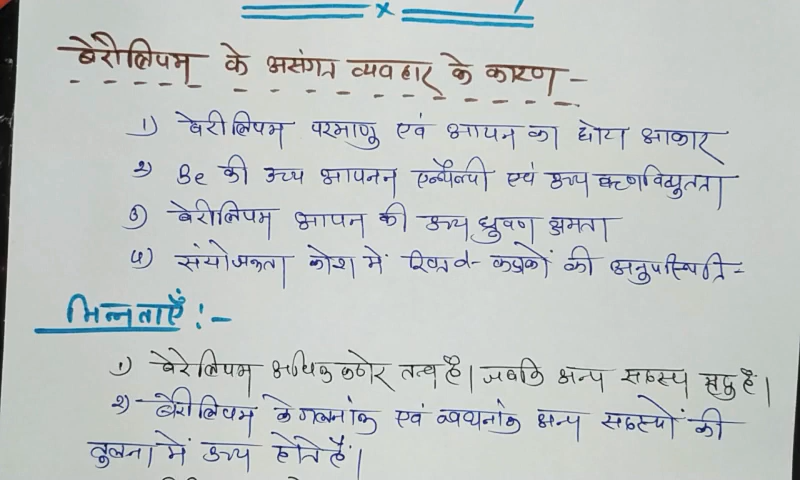 बेरीलियम के असंगत व्यवहार के कारण -
1) बेरीलियम परमाणु एवं आयन का छोटा आकार
2) Be की उच्च आयनन एन्थैल्पी एवं उच्च ऋणविद्युतता
3) बेरीलियम आयन की उच्च ध्रुवण क्षमता
4) संयोजकता कोश में रिक्त d- कक्षकों की अनुपस्थिति -
भिन्नताएँ :-
1) बेरेलियम अधिक कठोर तत्व है। जबकि अन्य सदस्य मृदु हैं।
2) - बेरीलियम के गलनांक एवं क्वथनांक अन्य सदस्यों की
तुलना में उच्च होते हैं।